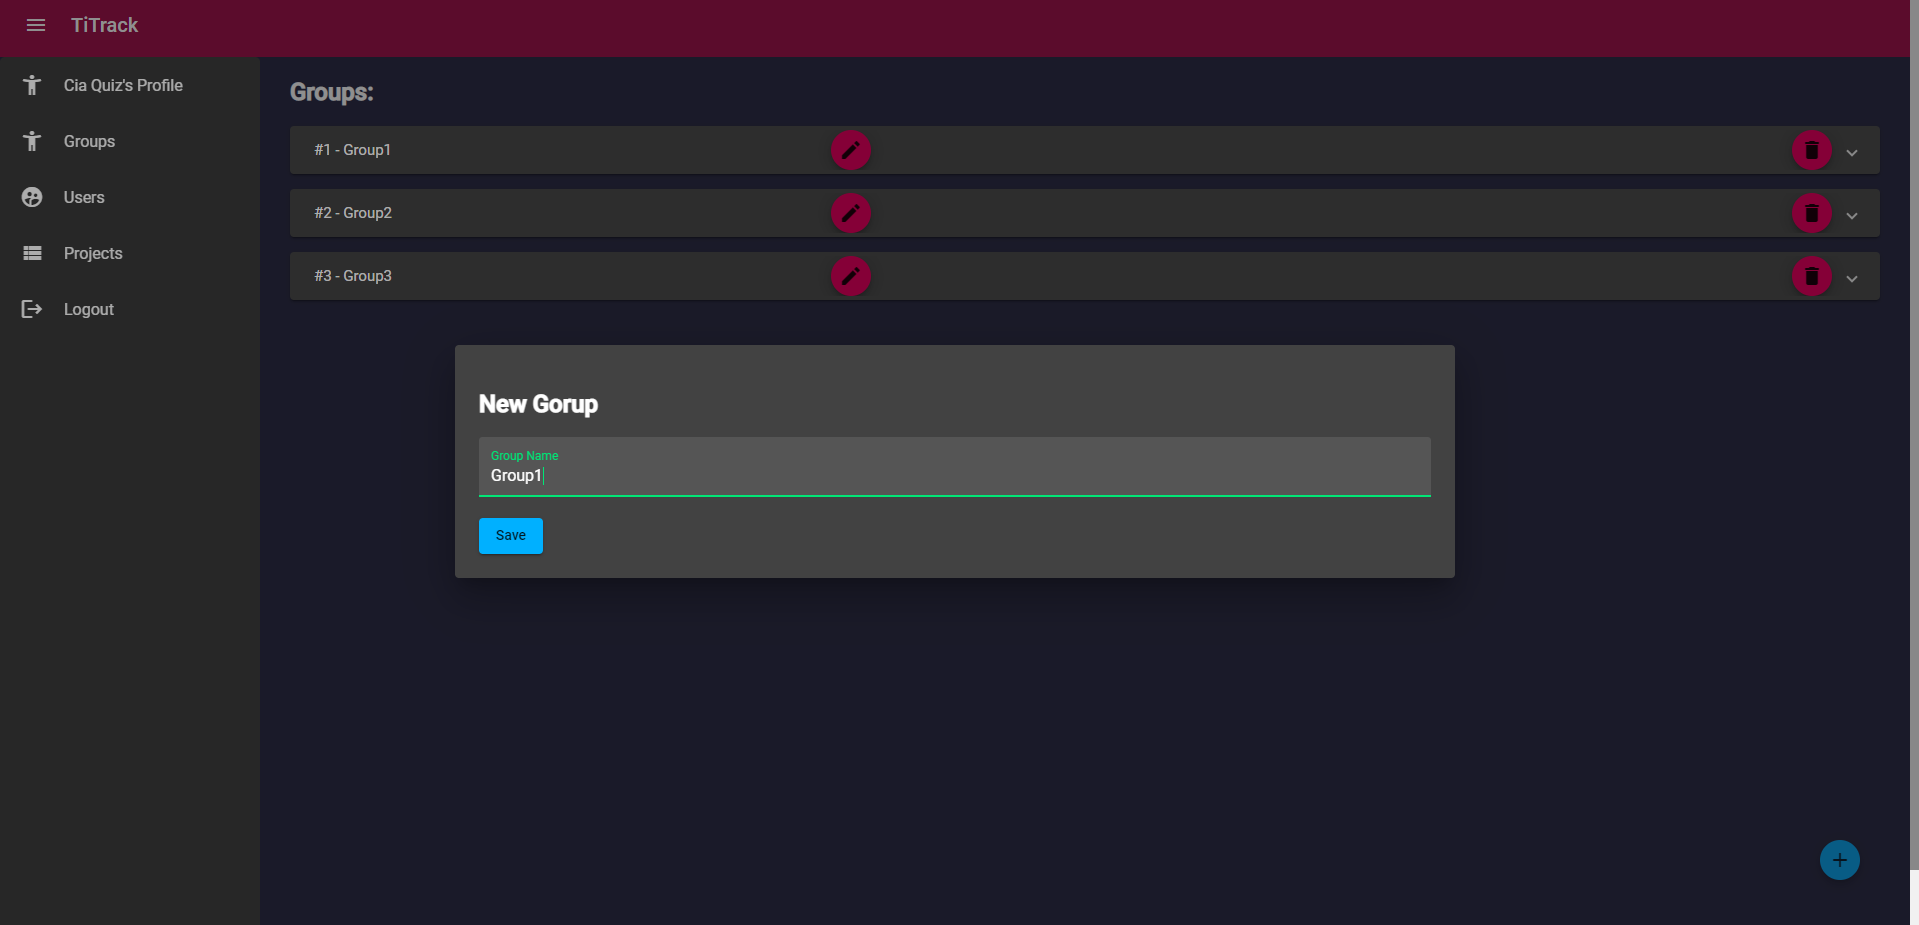 TiTrack
Cia Quiz's Profile
Groups
Users
Projects
Logout
Groups:
#1 - Group1
#2 - Group2
#3 - Group3
New Gorup
Group Name
Group1
Save